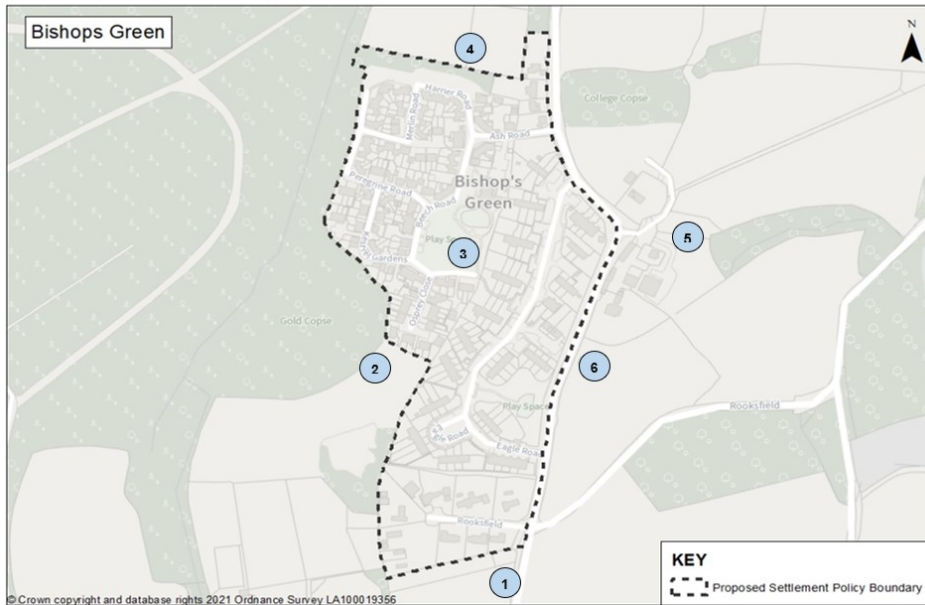 Bishops Green
N
4
College Copse
Harrier Road
Merlin Road
Ash Road
Bishop's
Green
Peregrine Road
Beech Road
Play Space
5
3
Gardens
Osprey Close
Gold Copse
2
6
Play Space
Rooksfield
Eagle Road
Eagle Road
Rooksfield
1
KEY
Proposed Settlement Policy Boundary
© Crown copyright and database rights 2021 Ordnance Survey LA100019356